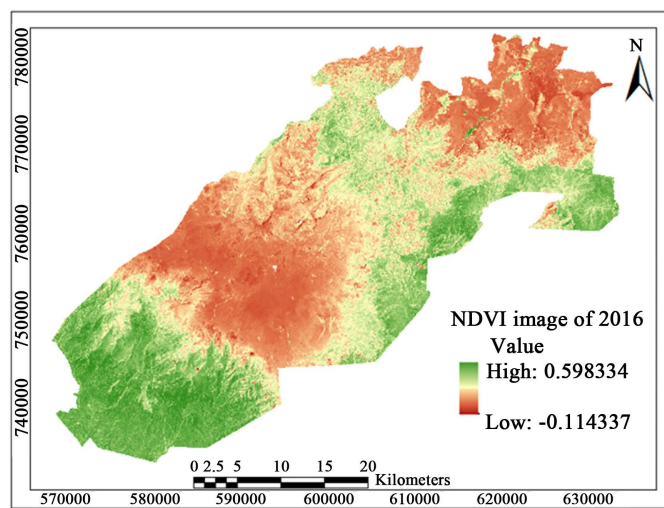 N
780000
770000
760000
750000
740000
NDVI image of 2016
Value
High: 0.598334
Low: -0.114337
0 2.5 5 10 15 20
Kilometers
570000 580000 590000 600000 610000 620000 630000